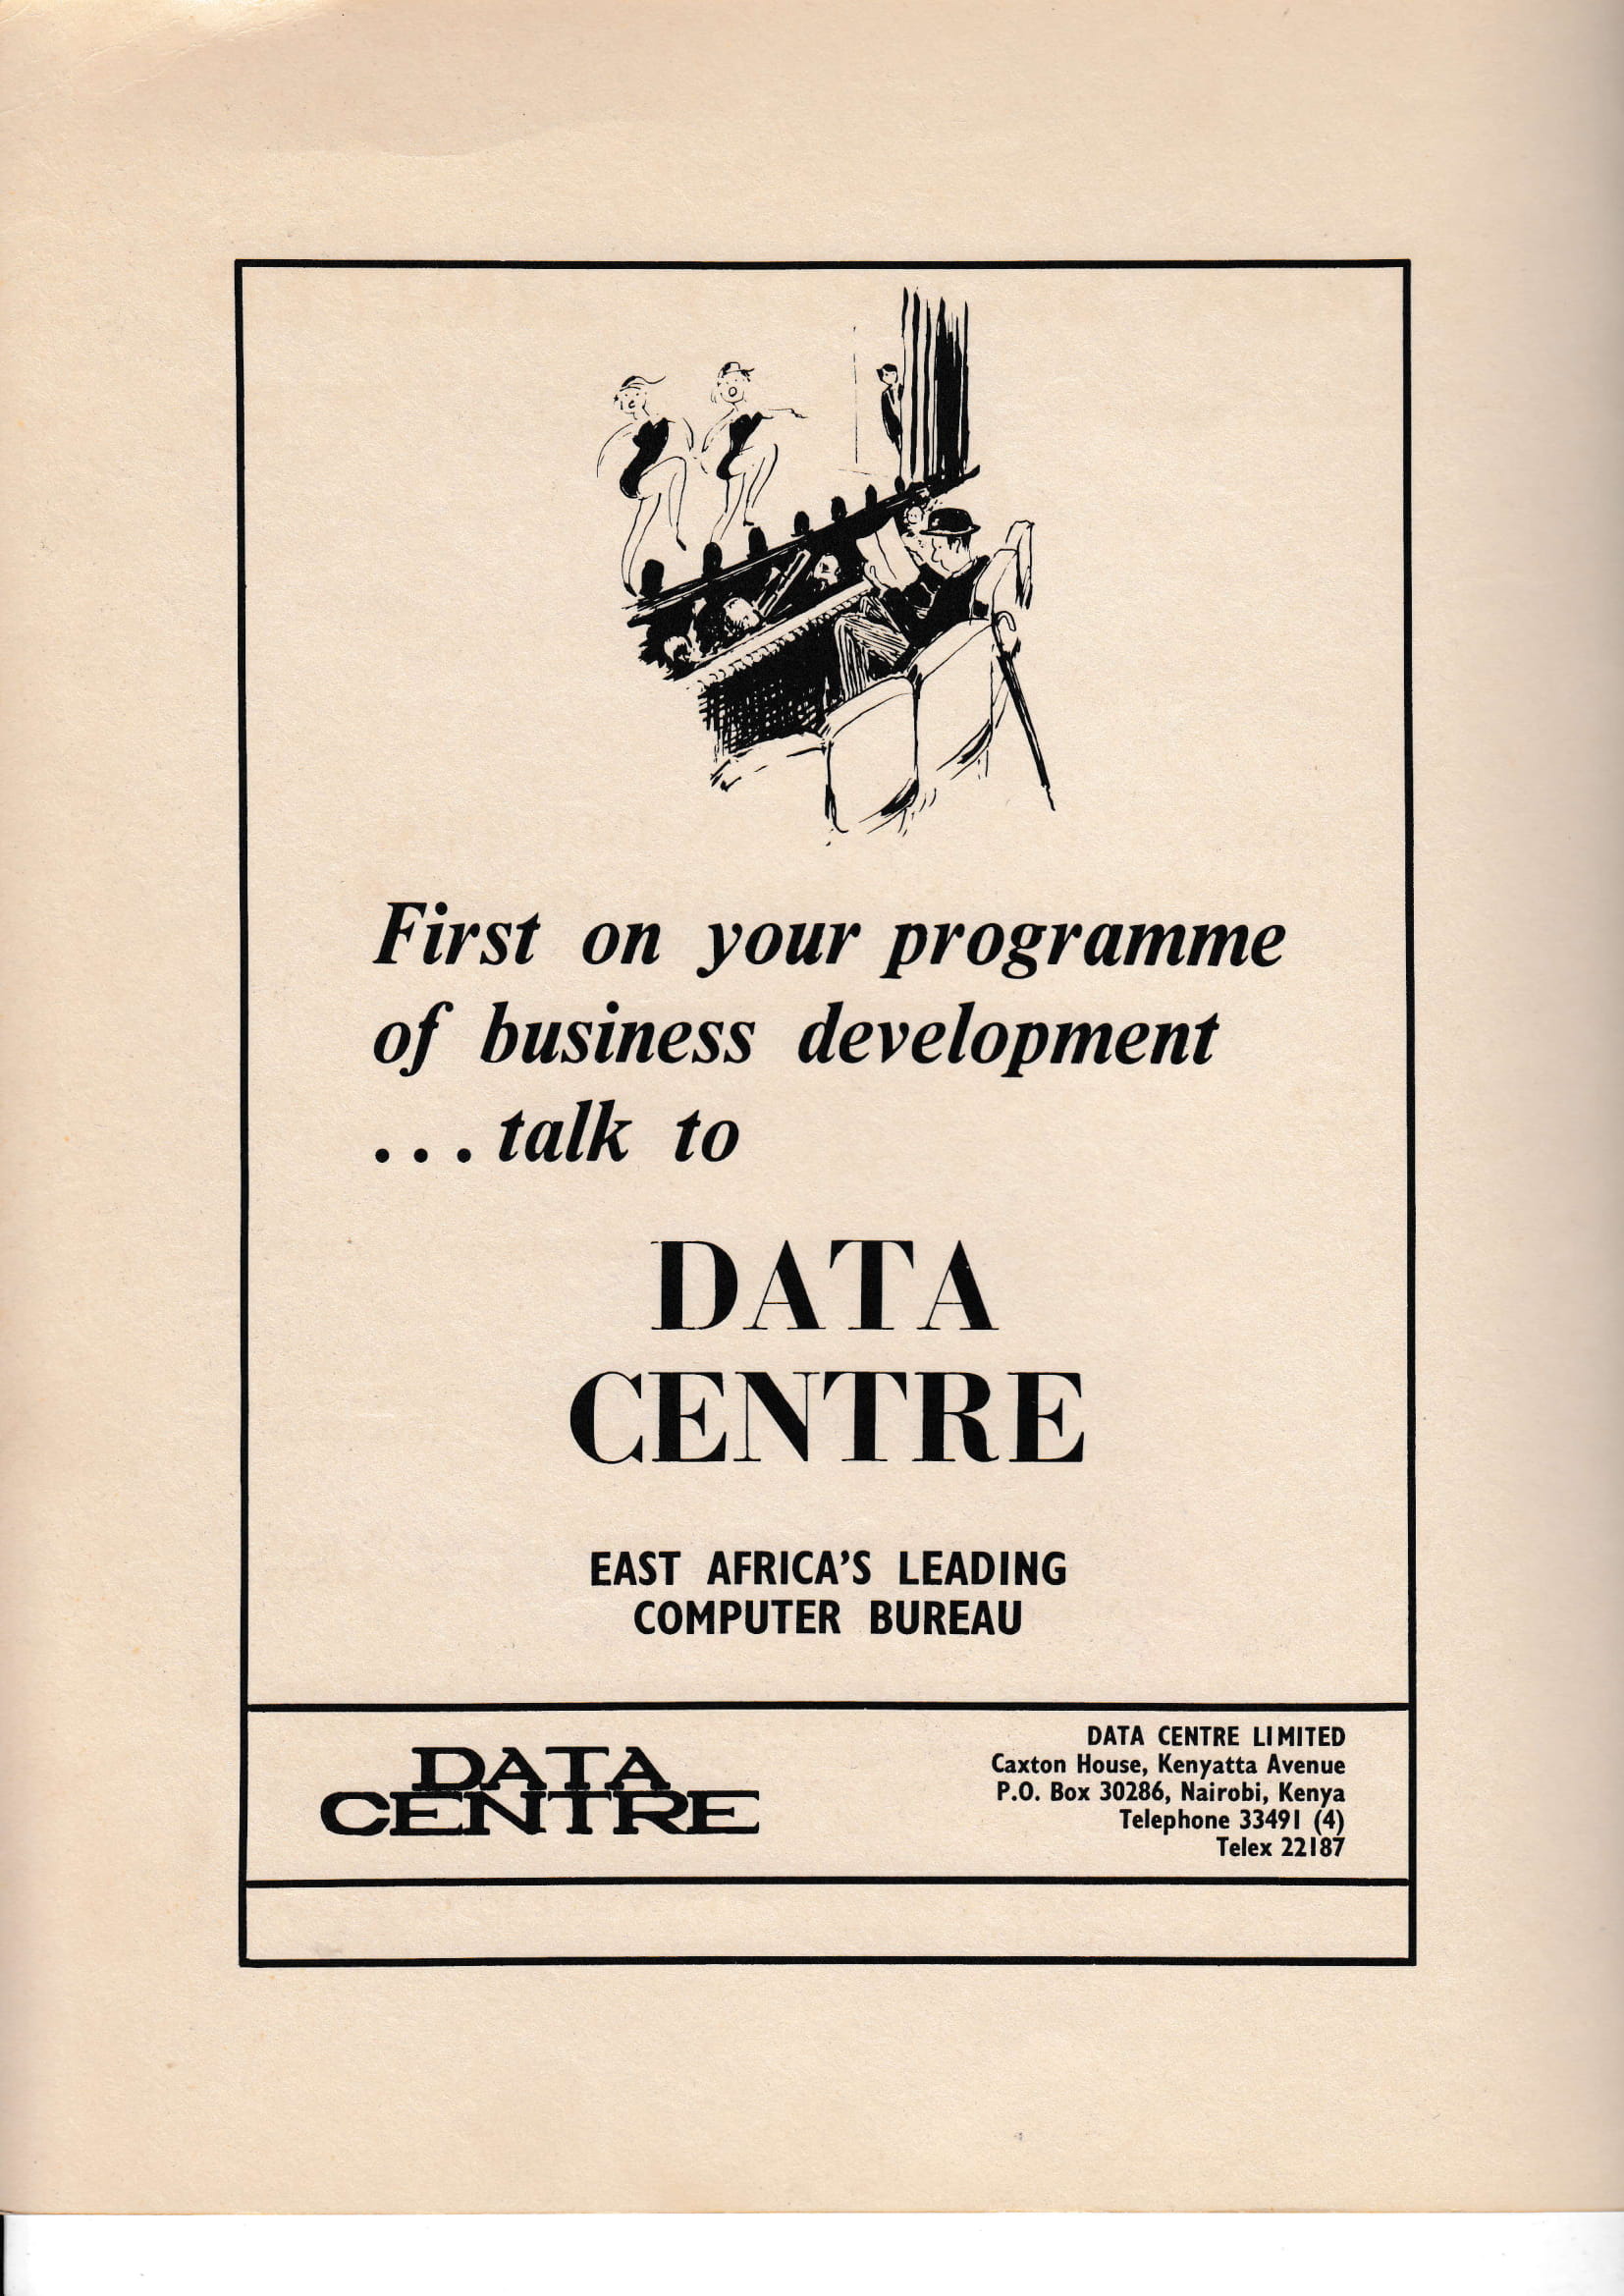 First on your programme
of business development
...talk to
DATA
CENTRE
EAST AFRICA'S LEADING
COMPUTER BUREAU
DATA
CENTRE
DATA CENTRE LIMITED
Caxton House, Kenyatta Avenue
P.O. Box 30286, Nairobi, Kenya
Telephone 33491 (4)
Telex 22187